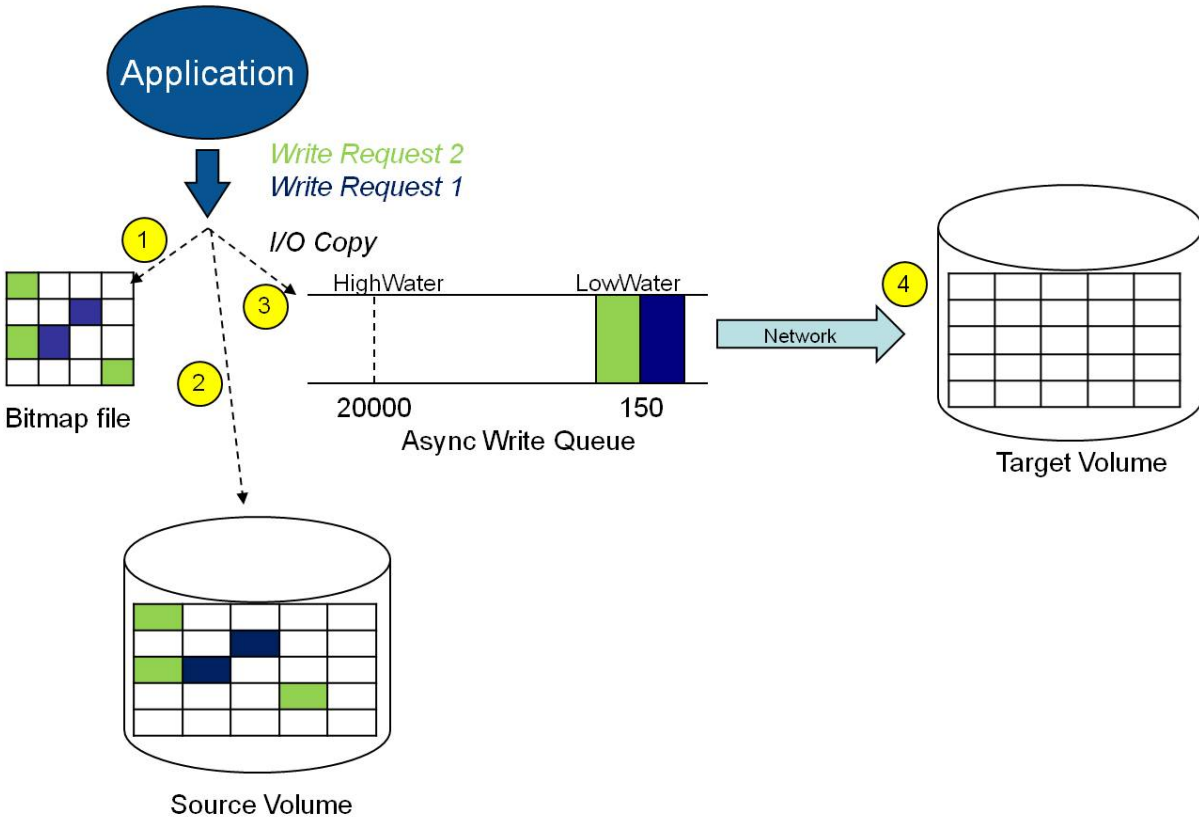 Application
Write Request 2
Write Request 1
1
I/O Copy
3
HighWater
LowWater
4
Network
2
20000
150
Bitmap file
Async Write Queue
Target Volume
Source Volume